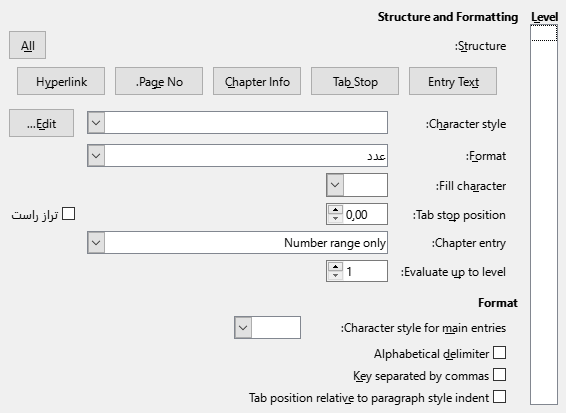 Level
Structure and Formatting
Structure:
All
Entry Text
Tab Stop
Chapter Info
Page No.
Hyperlink
Character style:
Edit...
Format:
عدد
Fill character:
Tab stop position:
0,00
تراز راست
Chapter entry:
Number range only
Evaluate up to level:
1
Format
Character style for main entries:
Alphabetical delimiter
Key separated by commas
Tab position relative to paragraph style indent